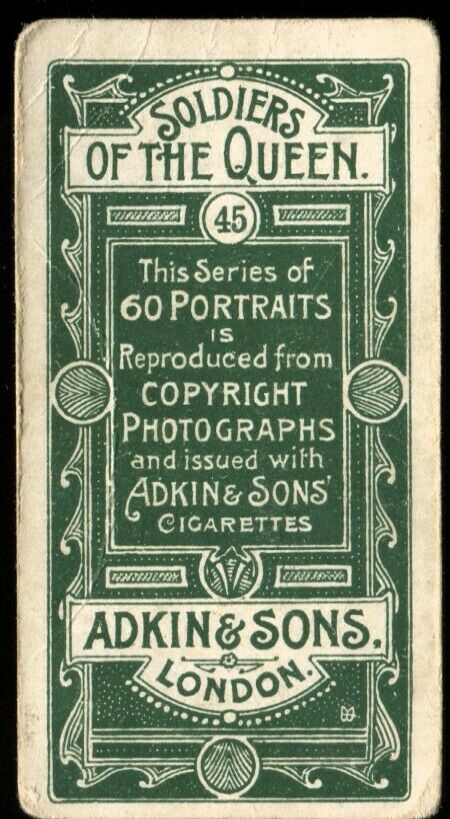 SOLDIERS
OF THE QUEEN.
45
This Series of
60 PORTRAITS
IS
Reproduced from
COPYRIGHT
PHOTOGRAPHS
and issued with
ADKIN & SONS'
CIGARETTES
ADKIN & SONS.
LONDON.